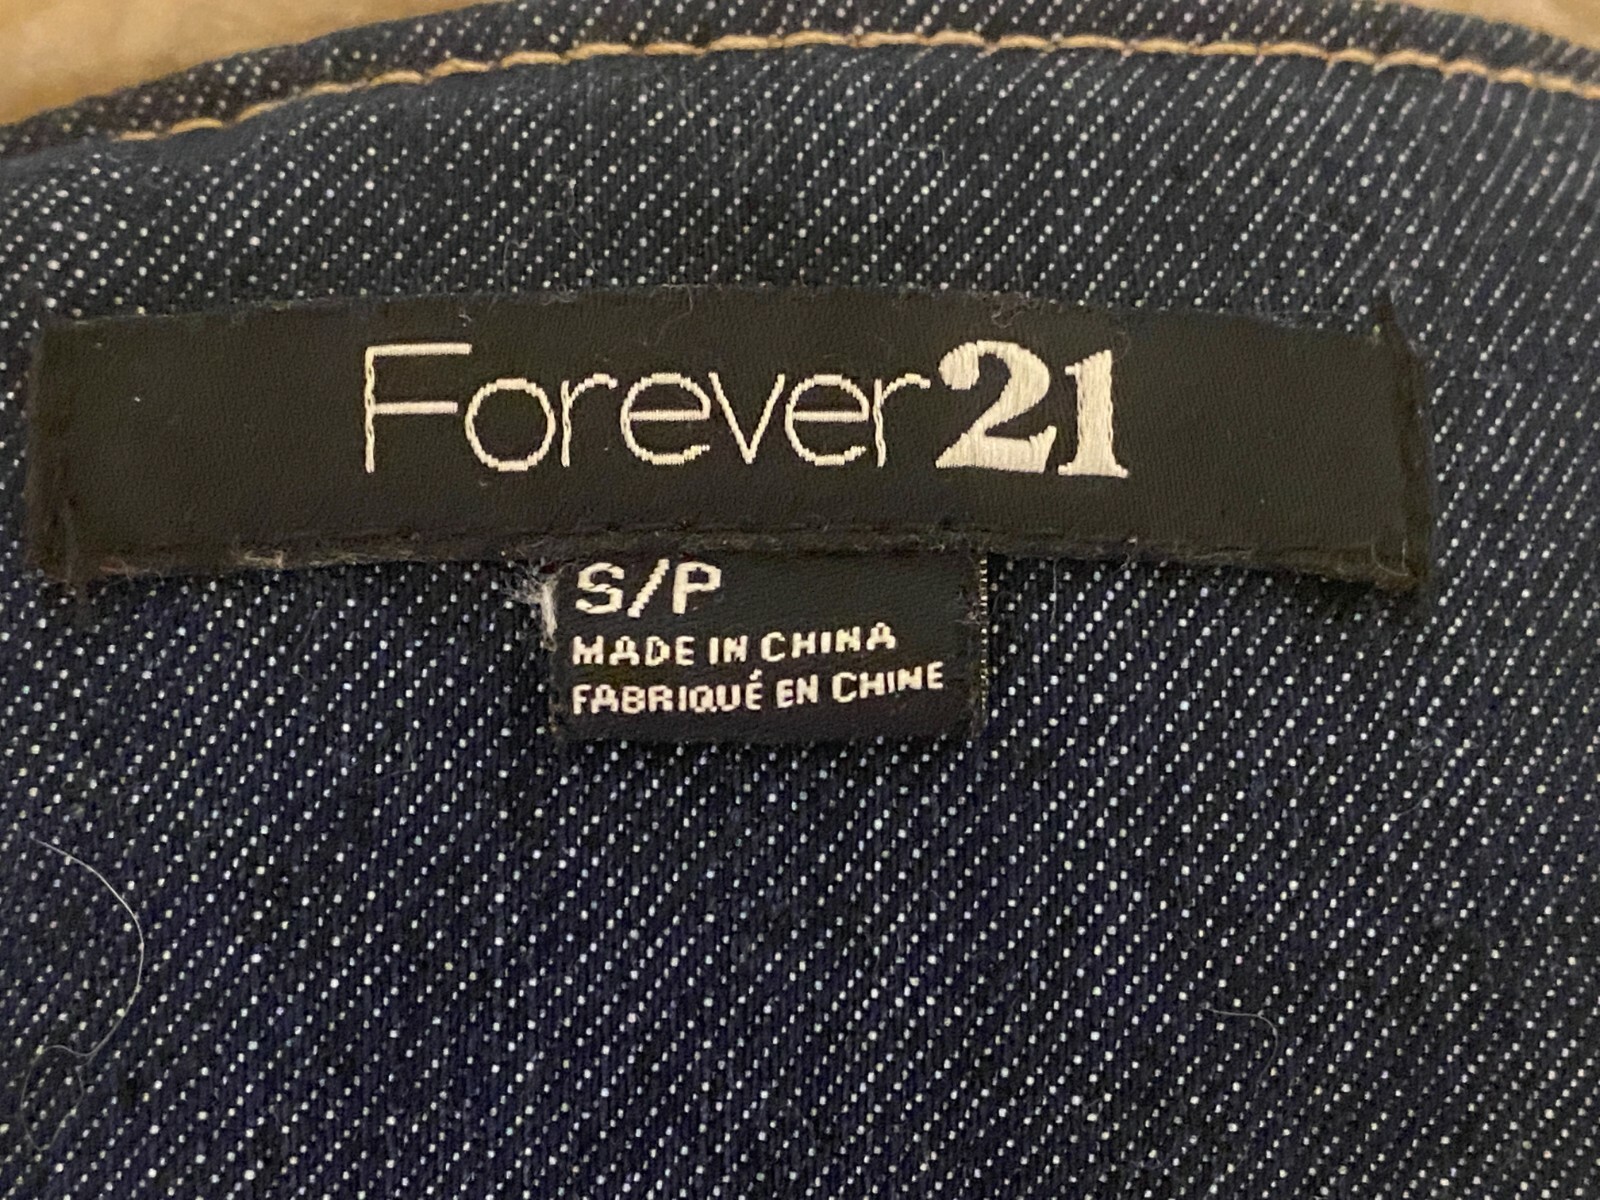 Forever21
S/P
MADE IN CHINA
FABRIQUÉ EN CHINE